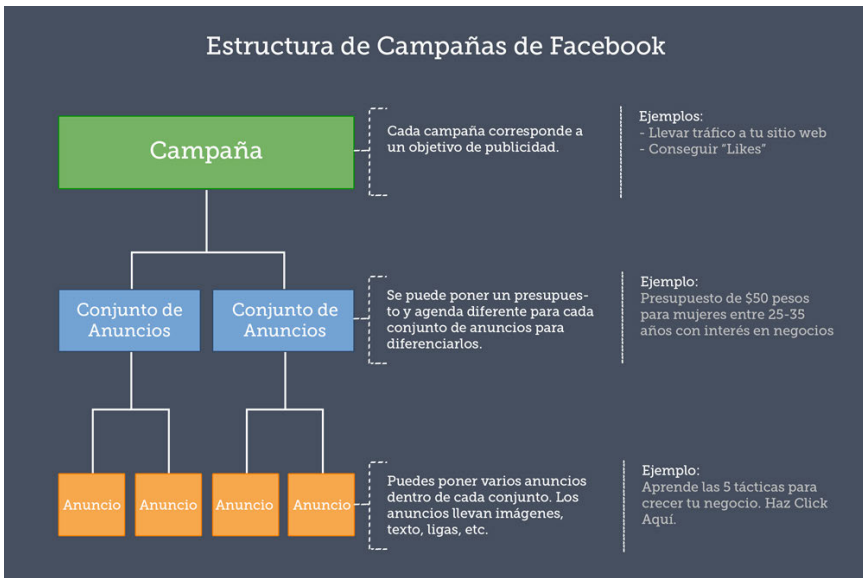 Estructura de Campañas de Facebook
Campaña
Cada campaña corresponde a
un objetivo de publicidad.
Ejemplos:
- Llevar tráfico a tu sitio web
- Conseguir “Likes”
Conjunto de
Anuncios
Conjunto de
Anuncios
Se puede poner un presupues-
to y agenda diferente para cada
conjunto de anuncios para
diferenciarlos.
Ejemplo:
Presupuesto de $50 pesos
para mujeres entre 25-35
años con interés en negocios
Anuncio
Anuncio
Anuncio
Anuncio
Puedes poner varios anuncios
dentro de cada conjunto. Los
anuncios llevan imágenes,
texto, ligas, etc.
Ejemplo:
Aprende las 5 tácticas para
crecer tu negocio. Haz Click
Aquí.